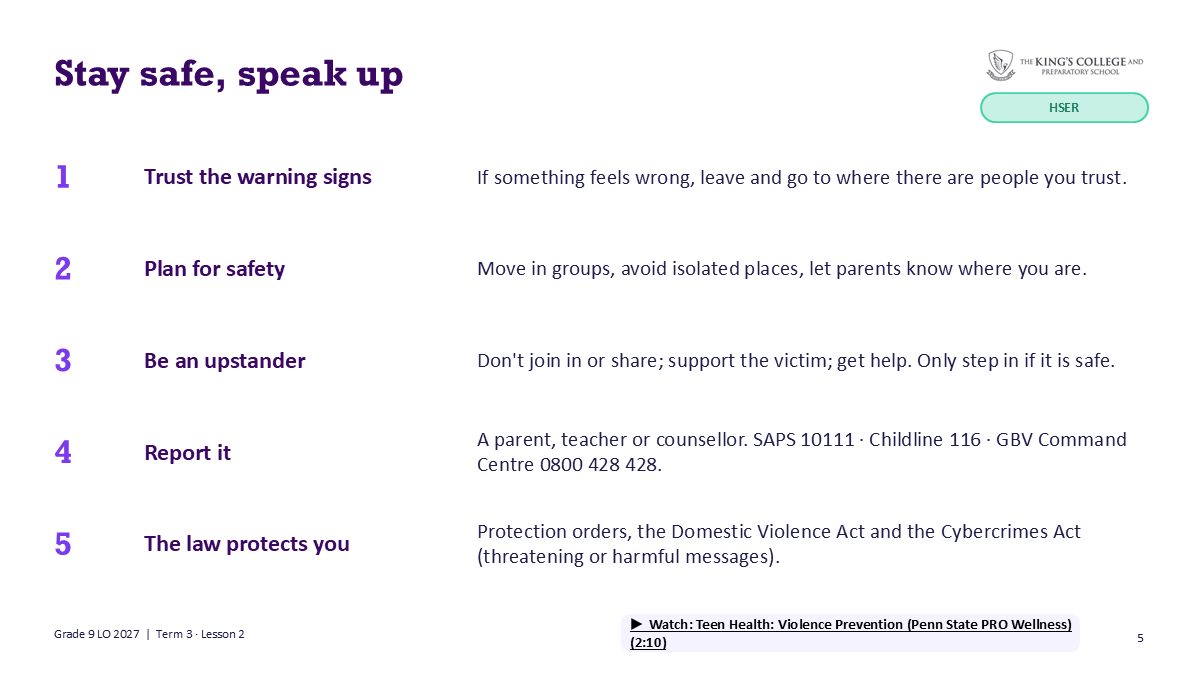 Stay safe, speak up
THE KING'S COLLEGE AND
PREPARATORY SCHOOL
HSER
1
Trust the warning signs
If something feels wrong, leave and go to where there are people you trust.
2
Plan for safety
Move in groups, avoid isolated places, let parents know where you are.
3
Be an upstander
Don't join in or share; support the victim; get help. Only step in if it is safe.
4
Report it
A parent, teacher or counsellor. SAPS 10111 · Childline 116 · GBV Command
Centre 0800 428 428.
5
The law protects you
Protection orders, the Domestic Violence Act and the Cybercrimes Act
(threatening or harmful messages).
Grade 9 LO 2027 | Term 3 · Lesson 2
▶ Watch: Teen Health: Violence Prevention (Penn State PRO Wellness)
(2:10)
5